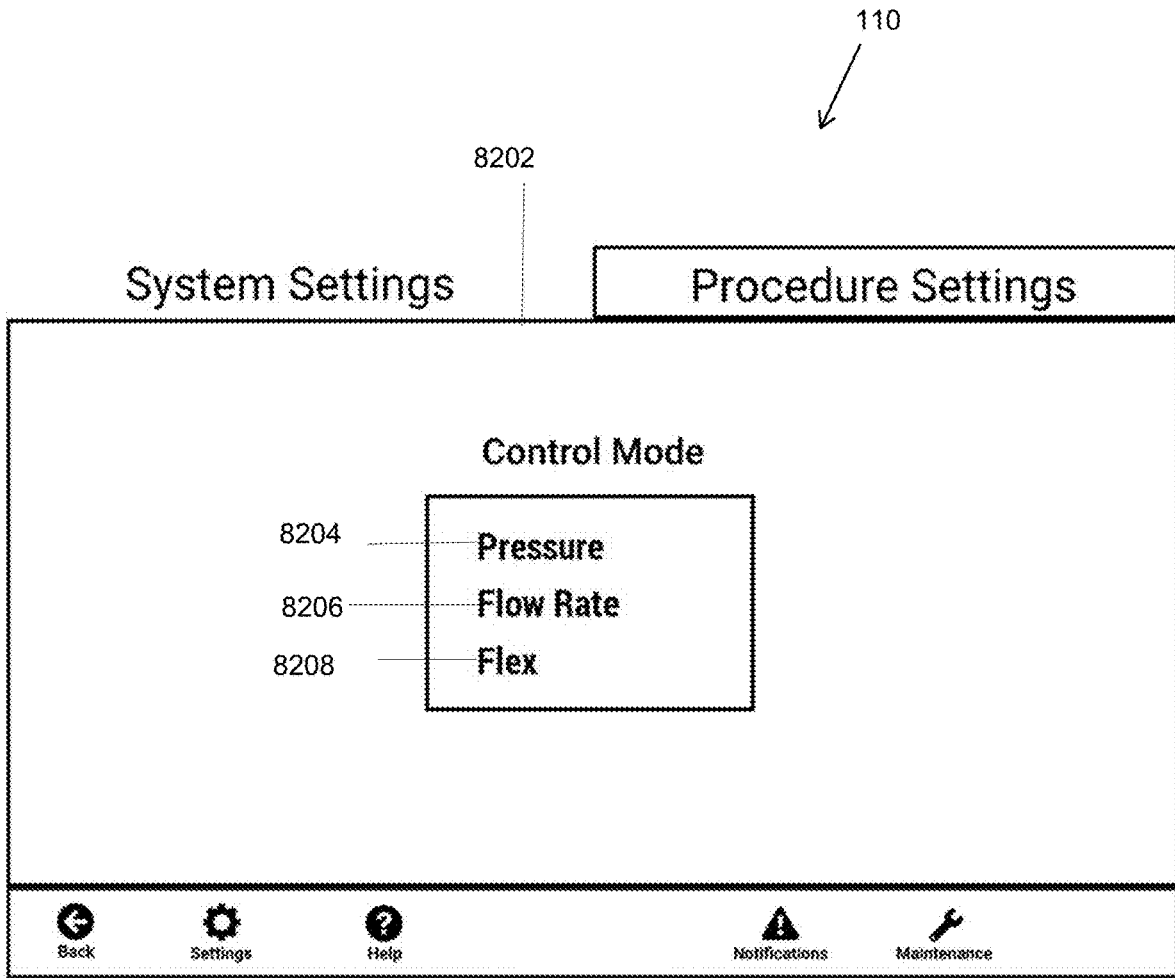 110
8202
System Settings Procedure Settings
Control Mode
8204 Pressure
8206 Flow Rate
8208 Flex
Back Settings Help Notifications Maintenance